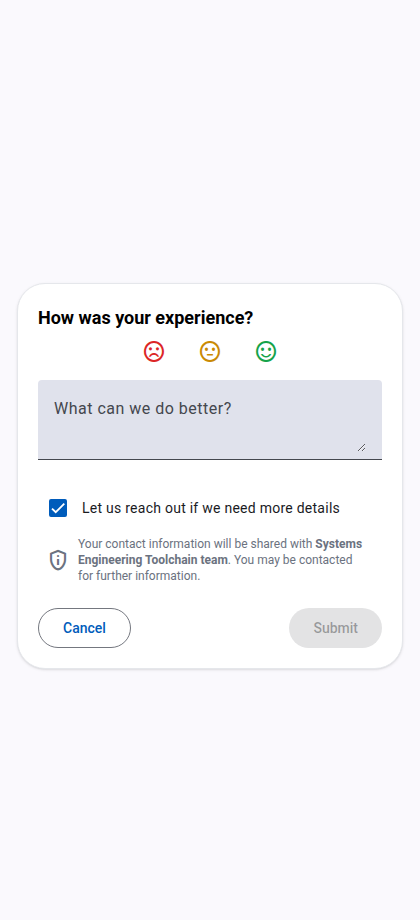 How was your experience?
What can we do better?
Let us reach out if we need more details
Your contact information will be shared with Systems
Engineering Toolchain team. You may be contacted
for further information.
Cancel
Submit